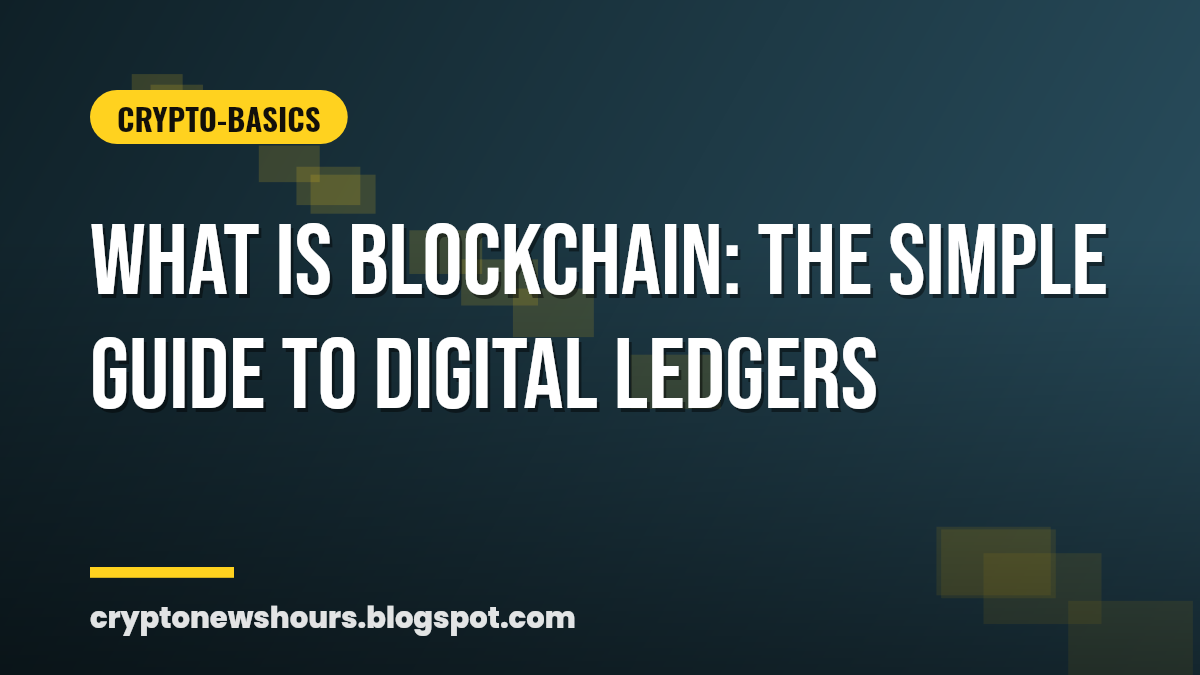 CRYPTO-BASICS
WHAT IS BLOCKCHAIN: THE SIMPLE
GUIDE TO DIGITAL LEDGERS
cryptonewshours.blogspot.com